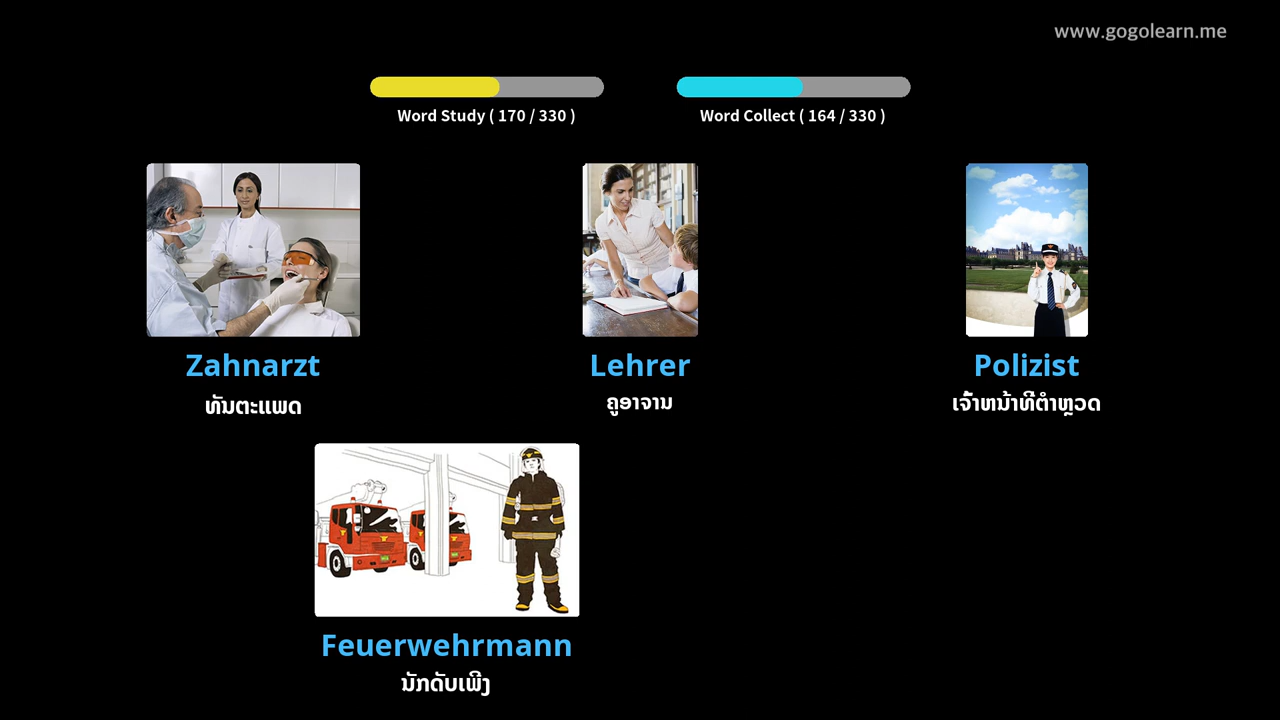 www.gogolearn.me
Word Study ( 170 / 330 )
Word Collect ( 164 / 330 )
Zahnarzt
ທັນຕະແພດ
Lehrer
ຄູອາຈານ
Polizist
ເຈົ້າຫນ້າທີ່ຕໍາຫຼວດ
Feuerwehrmann
ນັກດັບເພີງ